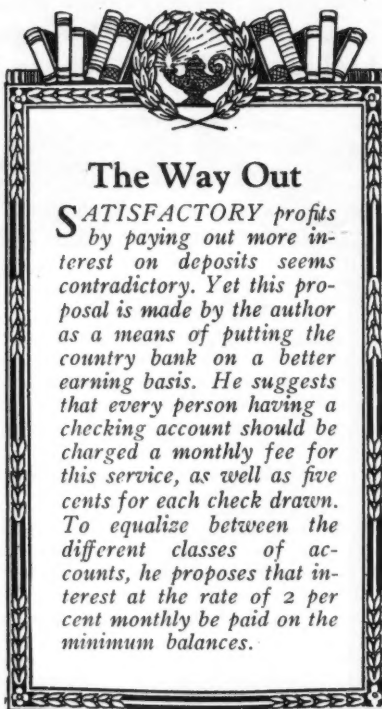 The Way Out
SATISFACTORY profits
by paying out more in-
terest on deposits seems
contradictory. Yet this pro-
posal is made by the author
as a means of putting the
country bank on a better
earning basis. He suggests
that every person having a
checking account should be
charged a monthly fee for
this service, as well as five
cents for each check drawn.
To equalize between the
different classes of ac-
counts, he proposes that in-
terest at the rate of 2 per
cent monthly be paid on the
minimum balances.